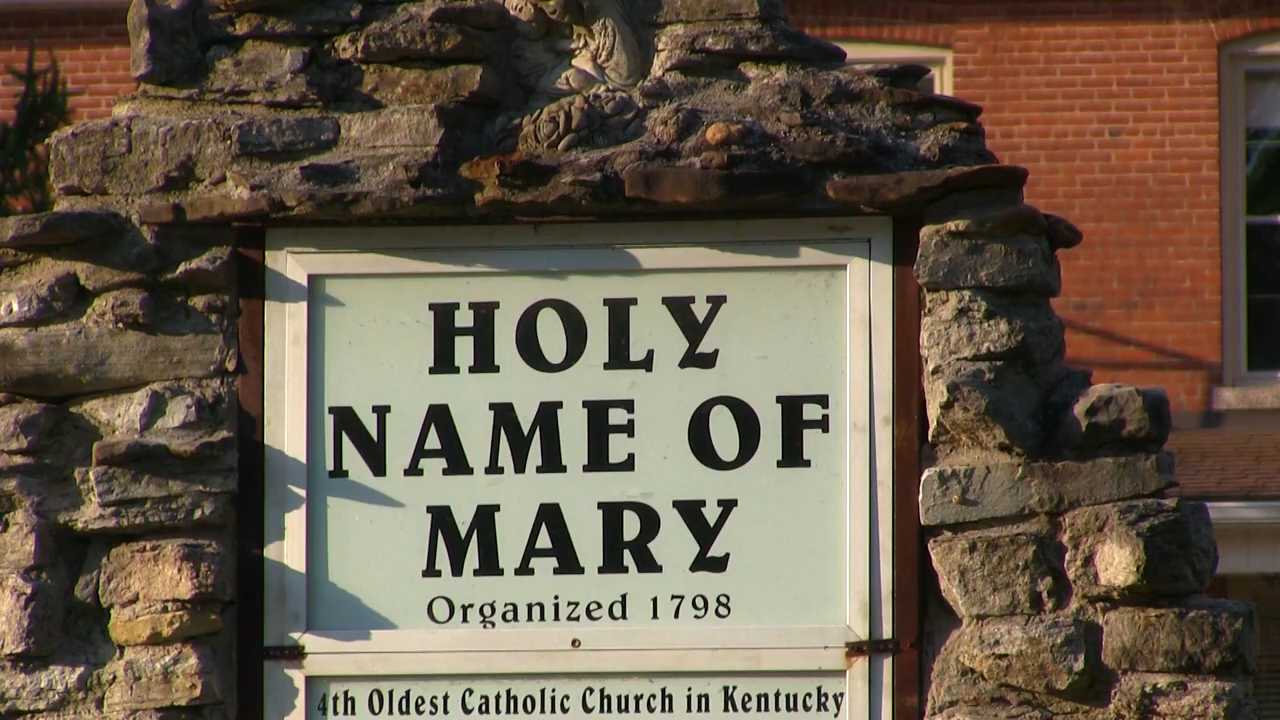 HOLY
NAME OF
MARY
Organized 1798
4th Oldest Catholic Church in Kentucky